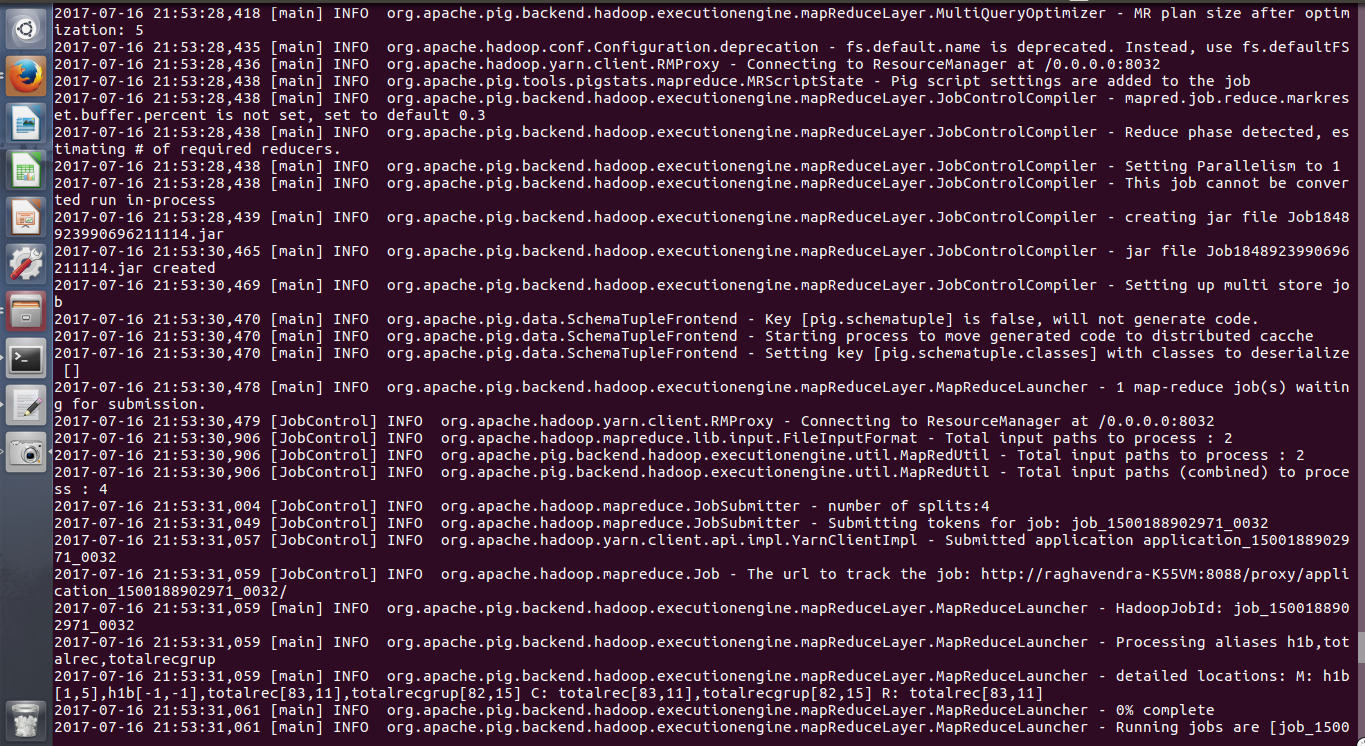 2017-07-16 21:53:28,418 [main] INFO  org.apache.pig.backend.hadoop.executionengine.mapReduceLayer.MultiQueryOptimizer - MR plan size after optim
ization: 5
2017-07-16 21:53:28,435 [main] INFO  org.apache.hadoop.conf.Configuration.deprecation - fs.default.name is deprecated. Instead, use fs.defaultFS
2017-07-16 21:53:28,436 [main] INFO  org.apache.hadoop.yarn.client.RMProxy - Connecting to ResourceManager at /0.0.0.0:8032
2017-07-16 21:53:28,438 [main] INFO  org.apache.pig.tools.pigstats.mapreduce.MRScriptState - Pig script settings are added to the job
2017-07-16 21:53:28,438 [main] INFO  org.apache.pig.backend.hadoop.executionengine.mapReduceLayer.JobControlCompiler - mapred.job.reduce.markres
et.buffer.percent is not set, set to default 0.3
2017-07-16 21:53:28,438 [main] INFO  org.apache.pig.backend.hadoop.executionengine.mapReduceLayer.JobControlCompiler - Reduce phase detected, es
timating # of required reducers.
2017-07-16 21:53:28,438 [main] INFO  org.apache.pig.backend.hadoop.executionengine.mapReduceLayer.JobControlCompiler - Setting Parallelism to 1
2017-07-16 21:53:28,438 [main] INFO  org.apache.pig.backend.hadoop.executionengine.mapReduceLayer.JobControlCompiler - This job cannot be conver
ted run in-process
2017-07-16 21:53:28,439 [main] INFO  org.apache.pig.backend.hadoop.executionengine.mapReduceLayer.JobControlCompiler - creating jar file Job1848
923990696211114.jar
2017-07-16 21:53:30,465 [main] INFO  org.apache.pig.backend.hadoop.executionengine.mapReduceLayer.JobControlCompiler - jar file Job1848923990696
211114.jar created
2017-07-16 21:53:30,469 [main] INFO  org.apache.pig.backend.hadoop.executionengine.mapReduceLayer.JobControlCompiler - Setting up multi store jo
b
2017-07-16 21:53:30,470 [main] INFO  org.apache.pig.data.SchemaTupleFrontend - Key [pig.schematuple] is false, will not generate code.
2017-07-16 21:53:30,470 [main] INFO  org.apache.pig.data.SchemaTupleFrontend - Starting process to move generated code to distributed cacche
2017-07-16 21:53:30,470 [main] INFO  org.apache.pig.data.SchemaTupleFrontend - Setting key [pig.schematuple.classes] with classes to deserialize
 []
2017-07-16 21:53:30,478 [main] INFO  org.apache.pig.backend.hadoop.executionengine.mapReduceLayer.MapReduceLauncher - 1 map-reduce job(s) waitin
g for submission.
2017-07-16 21:53:30,479 [JobControl] INFO  org.apache.hadoop.yarn.client.RMProxy - Connecting to ResourceManager at /0.0.0.0:8032
2017-07-16 21:53:30,906 [JobControl] INFO  org.apache.hadoop.mapreduce.lib.input.FileInputFormat - Total input paths to process : 2
2017-07-16 21:53:30,906 [JobControl] INFO  org.apache.pig.backend.hadoop.executionengine.util.MapRedUtil - Total input paths to process : 2
2017-07-16 21:53:30,906 [JobControl] INFO  org.apache.pig.backend.hadoop.executionengine.util.MapRedUtil - Total input paths (combined) to proce
ss : 4
2017-07-16 21:53:31,004 [JobControl] INFO  org.apache.hadoop.mapreduce.JobSubmitter - number of splits:4
2017-07-16 21:53:31,049 [JobControl] INFO  org.apache.hadoop.mapreduce.JobSubmitter - Submitting tokens for job: job_1500188902971_0032
2017-07-16 21:53:31,057 [JobControl] INFO  org.apache.hadoop.yarn.client.api.impl.YarnClientImpl - Submitted application application_15001889029
71_0032
2017-07-16 21:53:31,059 [JobControl] INFO  org.apache.hadoop.mapreduce.Job - The url to track the job: http://raghavendra-K55VM:8088/proxy/appli
cation_1500188902971_0032/
2017-07-16 21:53:31,059 [main] INFO  org.apache.pig.backend.hadoop.executionengine.mapReduceLayer.MapReduceLauncher - HadoopJobId: job_150018890
2971_0032
2017-07-16 21:53:31,059 [main] INFO  org.apache.pig.backend.hadoop.executionengine.mapReduceLayer.MapReduceLauncher - Processing aliases h1b,tot
alrec,totalrecgrup
2017-07-16 21:53:31,059 [main] INFO  org.apache.pig.backend.hadoop.executionengine.mapReduceLayer.MapReduceLauncher - detailed locations: M: h1b
[1,5],h1b[-1,-1],totalrec[83,11],totalrecgrup[82,15] C: totalrec[83,11],totalrecgrup[82,15] R: totalrec[83,11]
2017-07-16 21:53:31,061 [main] INFO  org.apache.pig.backend.hadoop.executionengine.mapReduceLayer.MapReduceLauncher - 0% complete
2017-07-16 21:53:31,061 [main] INFO  org.apache.pig.backend.hadoop.executionengine.mapReduceLayer.MapReduceLauncher - Running jobs are [job_1500